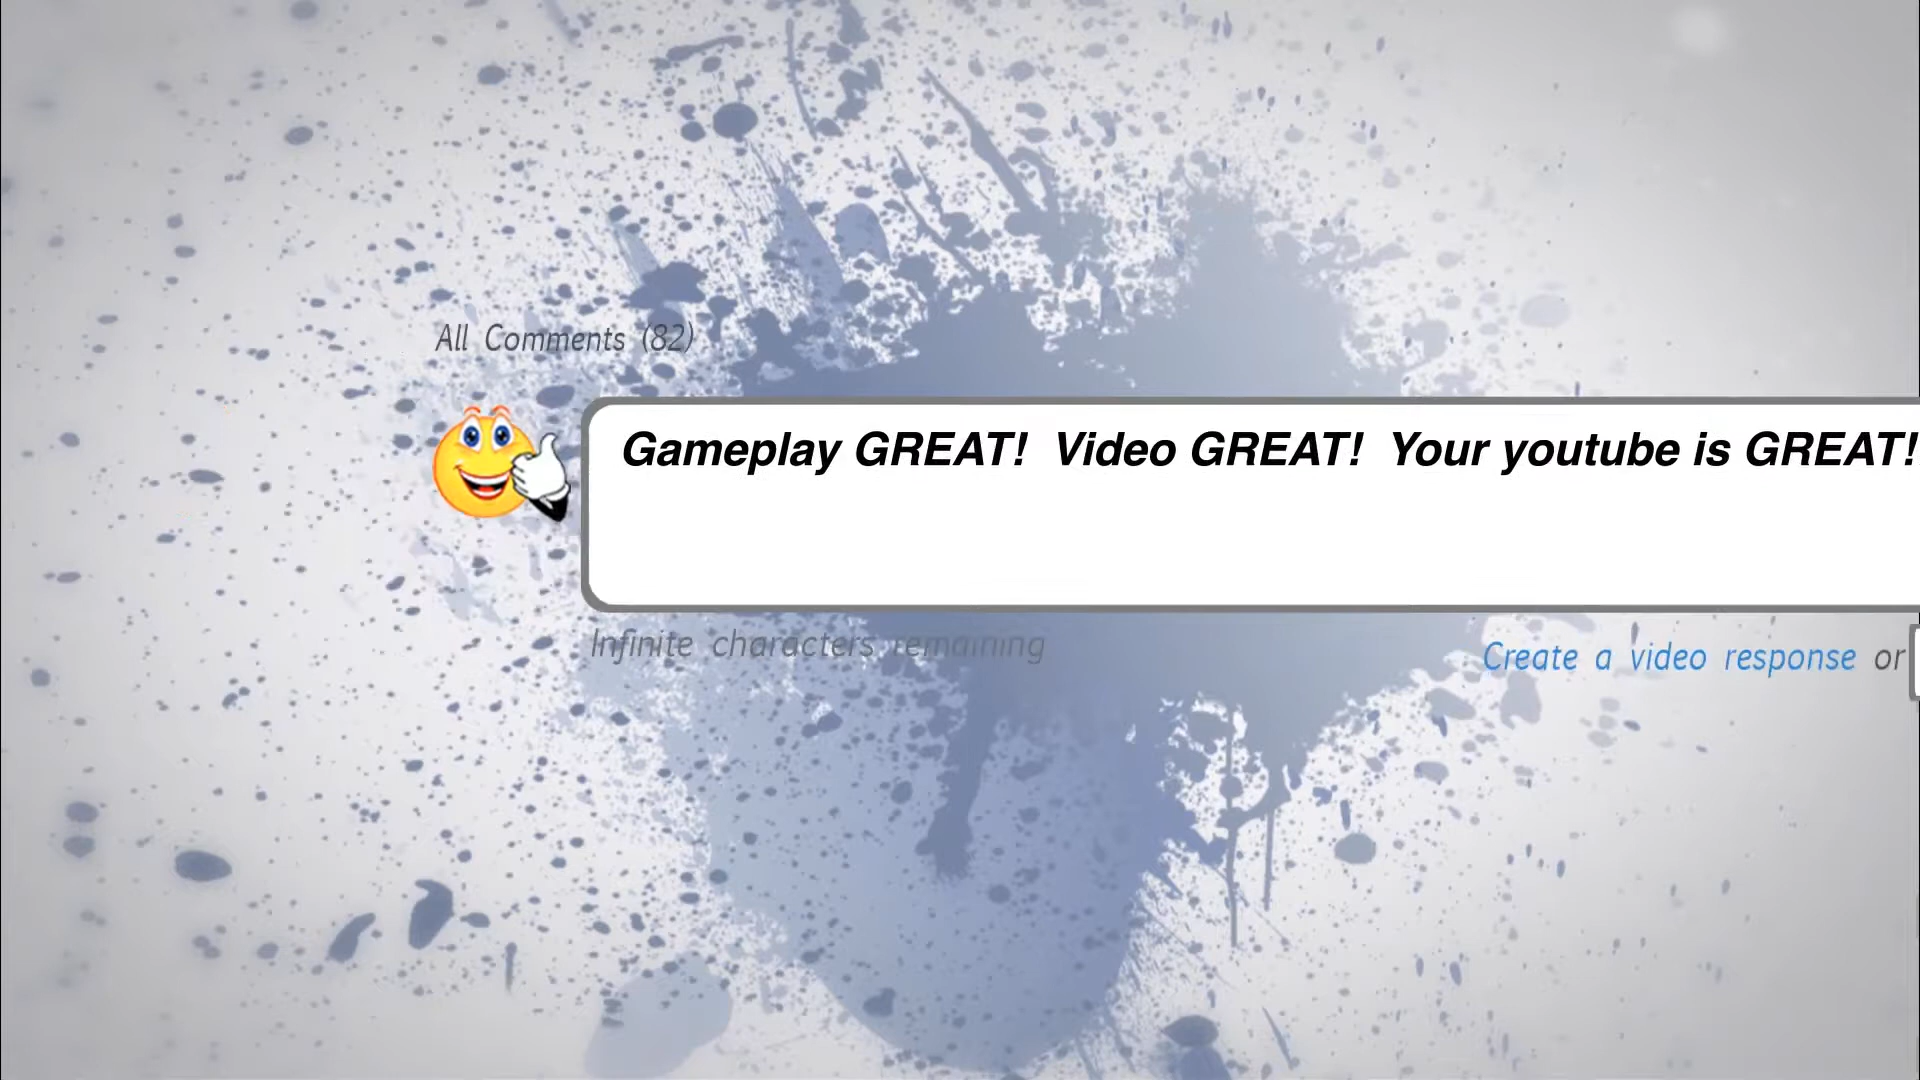 All Comments (82)
Gameplay GREAT! Video GREAT! Your youtube is GREAT!
Infinite characters remaining
Create a video response or